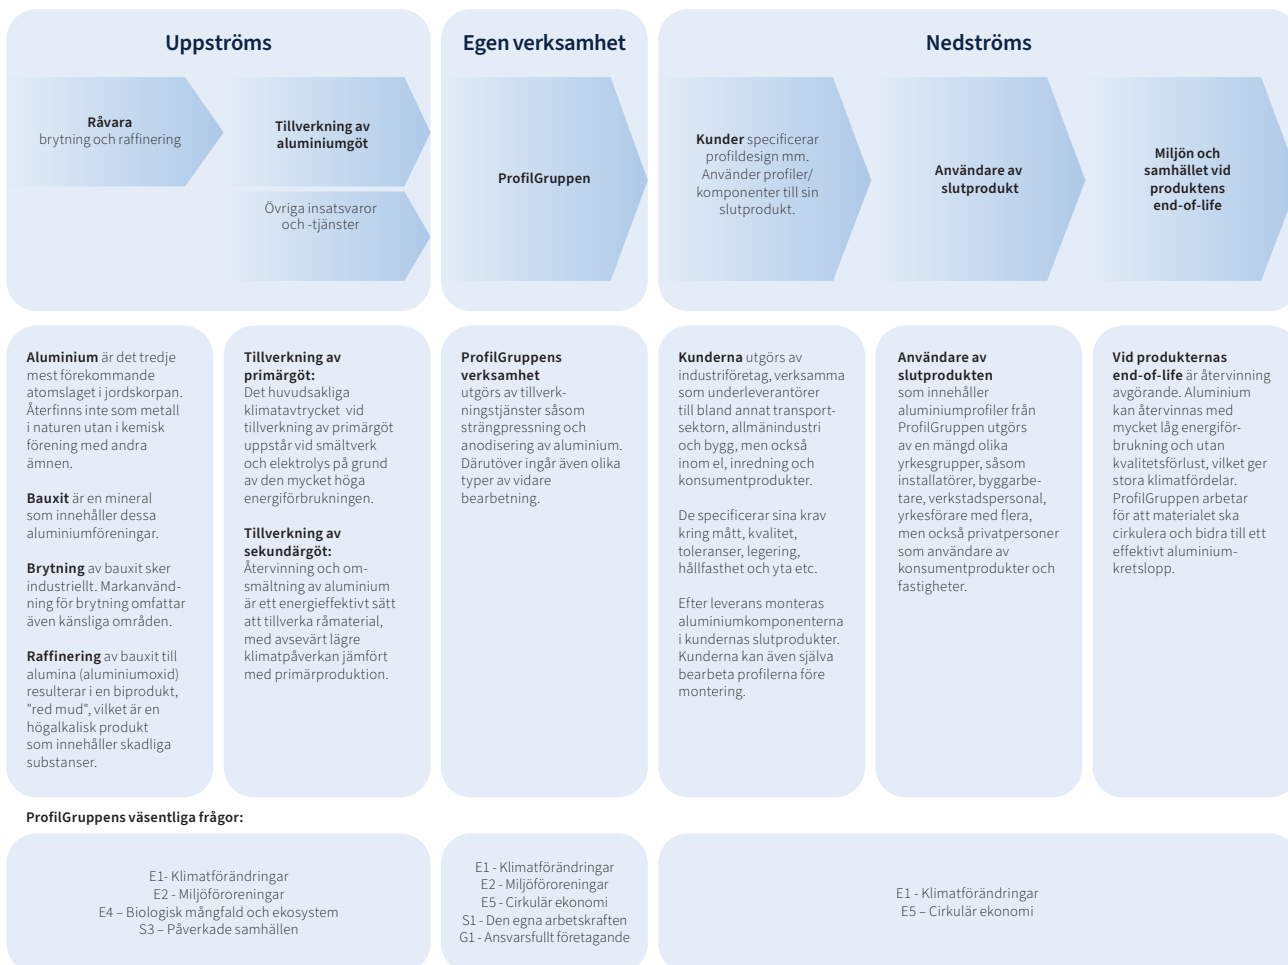 Uppströms
Råvara
brytning och raffinering
Tillverkning av
aluminiumgöt
Övriga insatsvaror
och -tjänster
Egen verksamhet
ProfilGruppen
Nedströms
Kunder specificerar
profildesign mm.
Använder profiler/
komponenter till sin
slutprodukt.
Användare av
slutprodukt
Miljön och
samhället vid
produktens
end-of-life
Aluminium är det tredje
mest förekommande
atomslaget i jordskorpan.
Återfinns inte som metall
i naturen utan i kemisk
förening med andra
ämnen.
Bauxit är en mineral
som innehåller dessa
aluminiumföreningar.
Brytning av bauxit sker
industriellt. Markanvänd-
ning för brytning omfattar
även känsliga områden.
Raffinering av bauxit till
alumina (aluminiumoxid)
resulterar i en biprodukt,
"red mud", vilket är en
högalkalisk produkt
som innehåller skadliga
substanser.
Tillverkning av
primärgöt:
Det huvudsakliga
klimatavtrycket vid
tillverkning av primärgöt
uppstår vid smältverk
och elektrolys på grund
av den mycket höga
energiförbrukningen.
Tillverkning av
sekundärgöt:
Återvinning och om-
smältning av aluminium
är ett energieffektivt sätt
att tillverka råmaterial,
med avsevärt lägre
klimatpåverkan jämfört
med primärproduktion.
ProfilGruppens
verksamhet
utgörs av tillverk-
ningstjänster såsom
strängpressning och
anodisering av aluminium.
Därutöver ingår även olika
typer av vidare
bearbetning.
Kunderna utgörs av
industriföretag, verksamma
som underleverantörer
till bland annat transport-
sektorn, allmänindustri
och bygg, men också
inom el, inredning och
konsumentprodukter.
De specificerar sina krav
kring mått, kvalitet,
toleranser, legering,
hållfasthet och yta etc.
Efter leverans monteras
aluminiumkomponenterna
i kundernas slutprodukter.
Kunderna kan även själva
bearbeta profilerna före
montering.
Användare av
slutprodukten
som innehåller
aluminiumprofiler från
ProfilGruppen utgörs
av en mängd olika
yrkesgrupper, såsom
installatörer, byggarbe-
tare, verkstadspersonal,
yrkesförare med flera,
men också privatpersoner
som användare av
konsumentprodukter och
fastigheter.
Vid produkternas
end-of-life är återvinning
avgörande. Aluminium
kan återvinnas med
mycket låg energiför-
brukning och utan
kvalitetsförlust, vilket ger
stora klimatfördelar.
ProfilGruppen arbetar
för att materialet ska
cirkulera och bidra till ett
effektivt aluminium-
kretslopp.
ProfilGruppens väsentliga frågor:
E1- Klimatförändringar
E2 - Miljöföroreningar
E4 – Biologisk mångfald och ekosystem
S3 – Påverkade samhällen
E1 - Klimatförändringar
E2 - Miljöföroreningar
E5 - Cirkulär ekonomi
S1 - Den egna arbetskraften
G1 - Ansvarsfullt företagande
E1 - Klimatförändringar
E5 – Cirkulär ekonomi